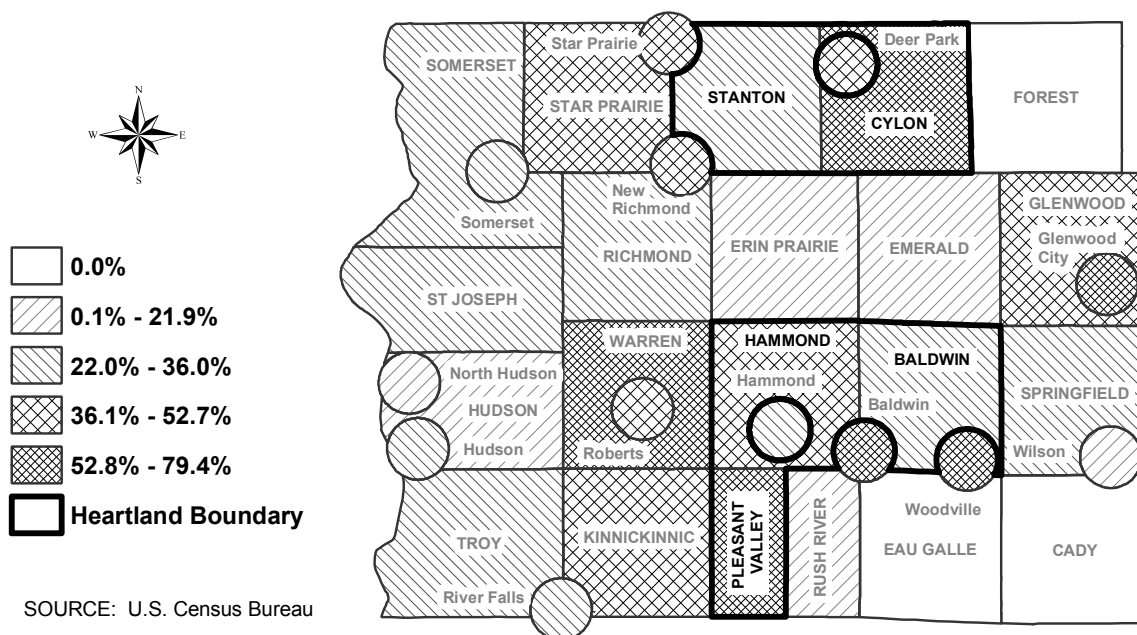 N
W
E
S
0.0%
0.1% - 21.9%
22.0% - 36.0%
36.1% - 52.7%
52.8% - 79.4%
Heartland Boundary
SOURCE: U.S. Census Bureau
SOMERSET
Star Prairie
STAR PRAIRIE
STANTON
Deer Park
CYLON
FOREST
Somerset
New
Richmond
RICHMOND
ERIN PRAIRIE
EMERALD
GLENWOOD
Glenwood
City
ST JOSEPH
WARREN
HAMMOND
BALDWIN
North Hudson
HUDSON
Hudson
Roberts
Hammond
Baldwin
SPRINGFIELD
Wilson
TROY
River Falls
KINNICKINNIC
PLEASANT
VALLEY
RUSH RIVER
Woodville
EAU GALLE
CADY